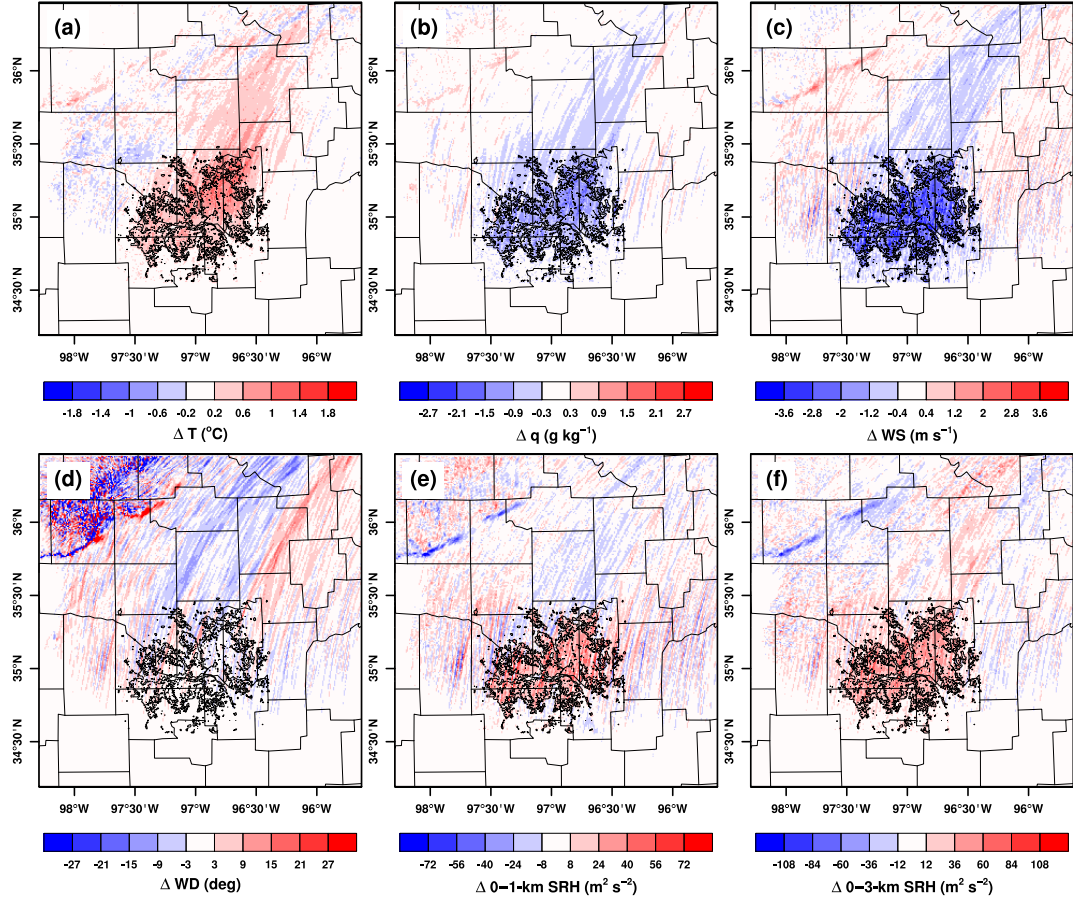 (a) (b) (c)
36°N 36°N 36°N
35°30' N 35°30' N 35°30' N
35°N 35°N 35°N
34°30' N 34°30' N 34°30' N
98°W 97°30'W 97°W 96°30'W 96°W 98°W 97°30'W 97°W 96°30'W 96°W 98°W 97°30'W 97°W 96°30'W 96°W
-1.8 -1.4 -1 -0.6 -0.2 0.2 0.6 1 1.4 1.8 -2.7 -2.1 -1.5 -0.9 -0.3 0.3 0.9 1.5 2.1 2.7 -3.6 -2.8 -2 -1.2 -0.4 0.4 1.2 2 2.8 3.6
Δ T (°C) Δ q (g kg⁻¹) Δ WS (m s⁻¹)
(d) (e) (f)
36°N 36°N 36°N
35°30' N 35°30' N 35°30' N
35°N 35°N 35°N
34°30' N 34°30' N 34°30' N
98°W 97°30'W 97°W 96°30'W 96°W 98°W 97°30'W 97°W 96°30'W 96°W 98°W 97°30'W 97°W 96°30'W 96°W
-27 -21 -15 -9 -3 3 9 15 21 27 -72 -56 -40 -24 -8 8 24 40 56 72 -108 -84 -60 -36 -12 12 36 60 84 108
Δ WD (deg) Δ 0−1-km SRH (m² s⁻²) Δ 0−3-km SRH (m² s⁻²)